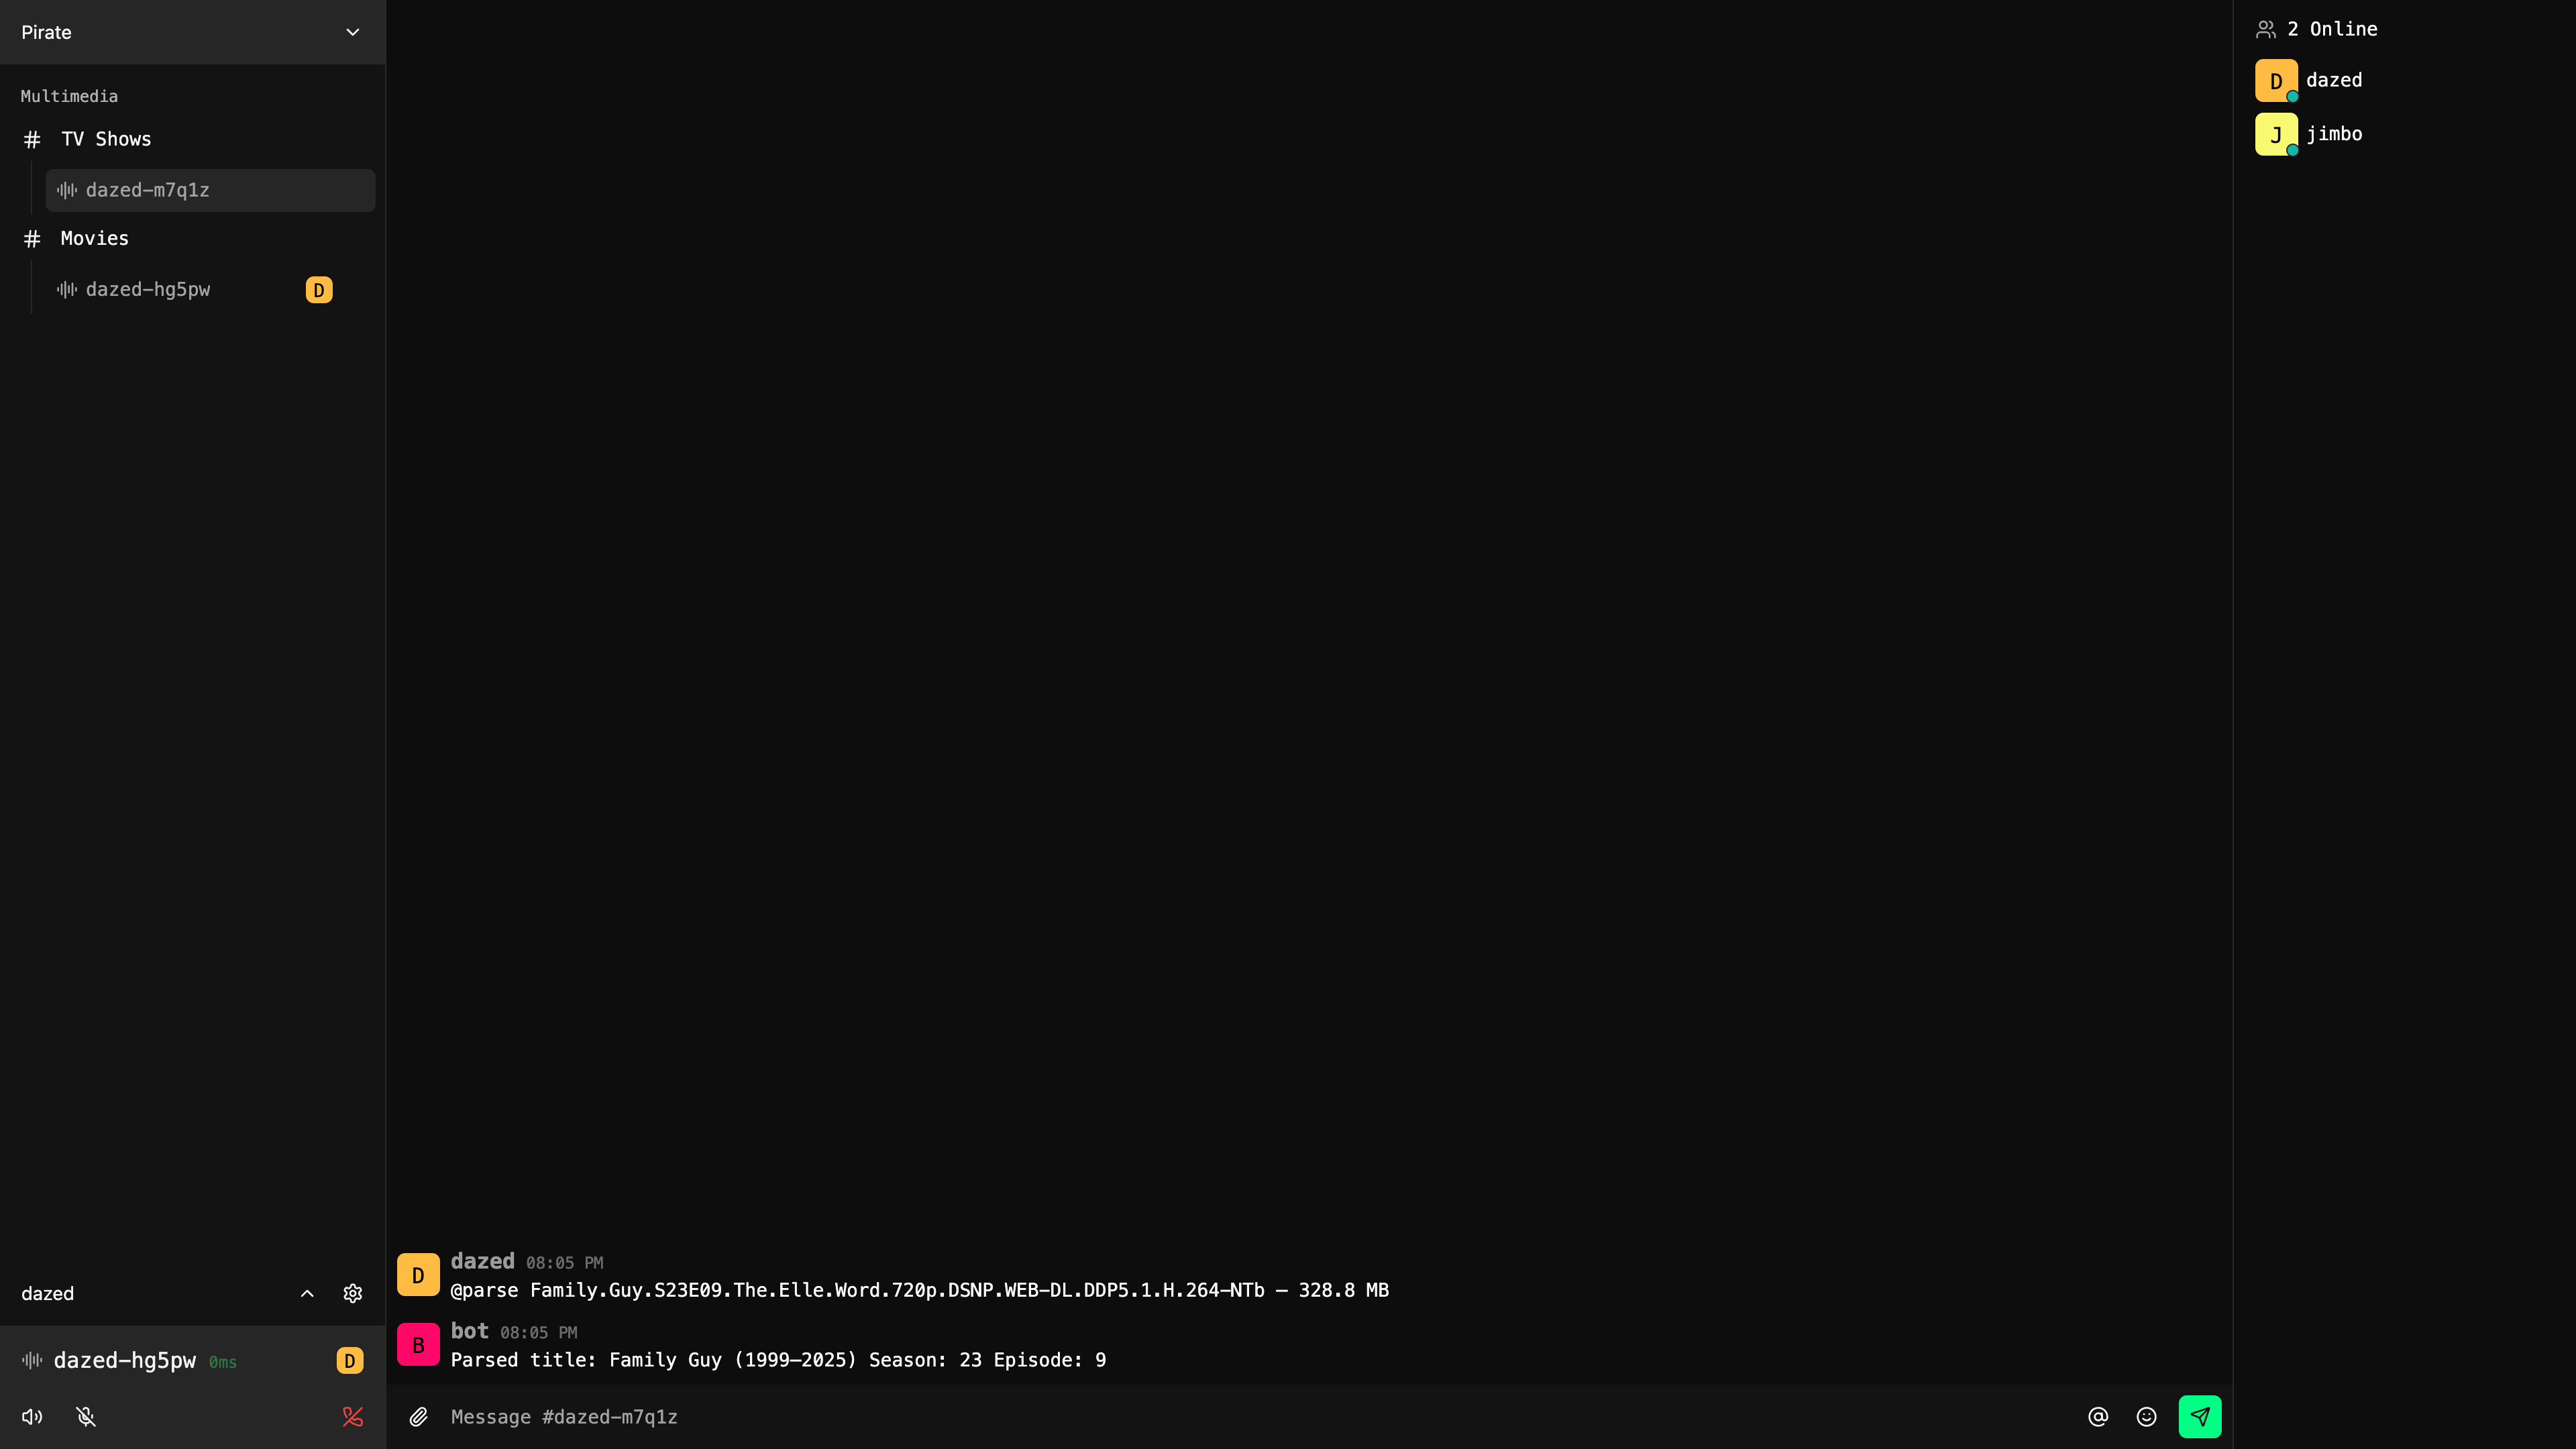 Pirate
Multimedia
# TV Shows
dazed-m7q1z
# Movies
dazed-hg5pw D
dazed
dazed-hg5pw 0ms D
D dazed 08:05 PM
@parse Family.Guy.S23E09.The.Elle.Word.720p.DSNP.WEB-DL.DDP5.1.H.264-NTb — 328.8 MB
B bot 08:05 PM
Parsed title: Family Guy (1999–2025) Season: 23 Episode: 9
Message #dazed-m7q1z
2 Online
D dazed
J jimbo